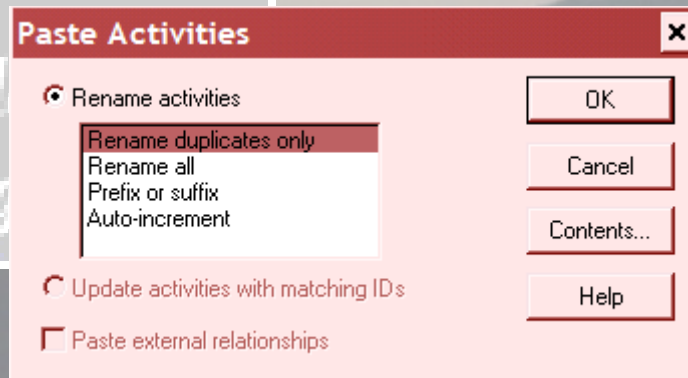 Paste Activities
Rename activities
Rename duplicates only
Rename all
Prefix or suffix
Auto-increment
Update activities with matching IDs
Paste external relationships
OK
Cancel
Contents...
Help